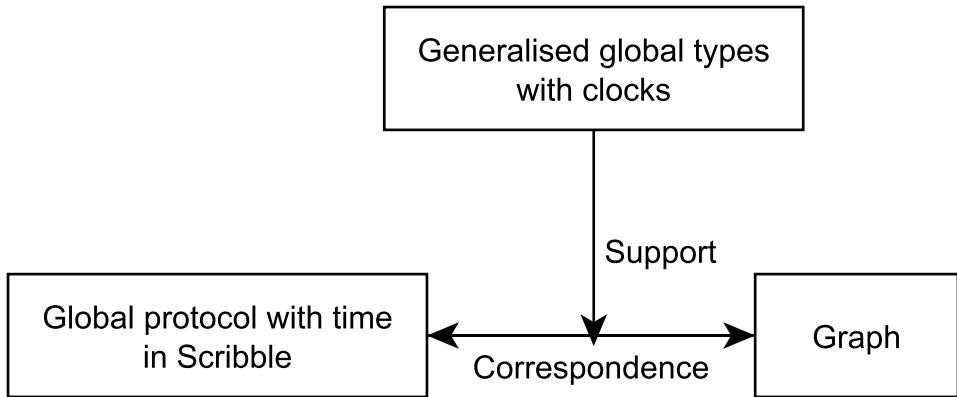 Generalised global types
with clocks
Support
Global protocol with time
in Scribble
Correspondence
Graph